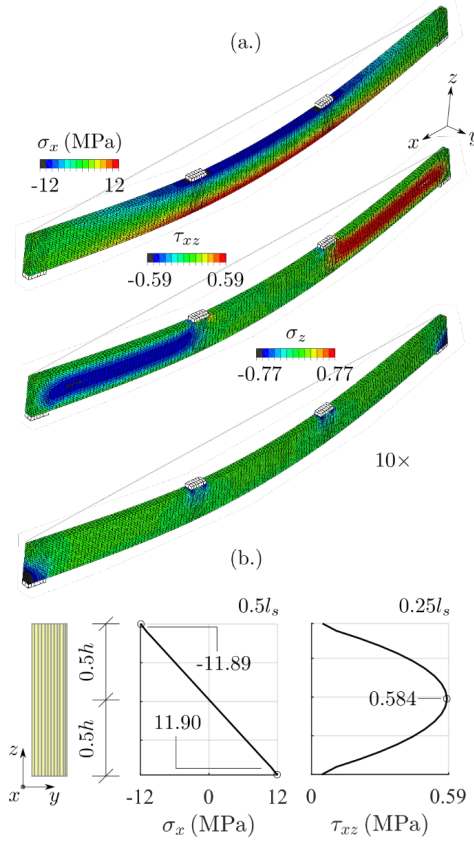 (a.)
z
x
y
σx (MPa)
-12
12
τxz
-0.59
0.59
σz
-0.77
0.77
10×
(b.)
0.5ls
0.25ls
0.5h
0.5h
-11.89
11.90
0.584
z
x
y
-12
0
12
0
0.59
σx (MPa)
τxz (MPa)